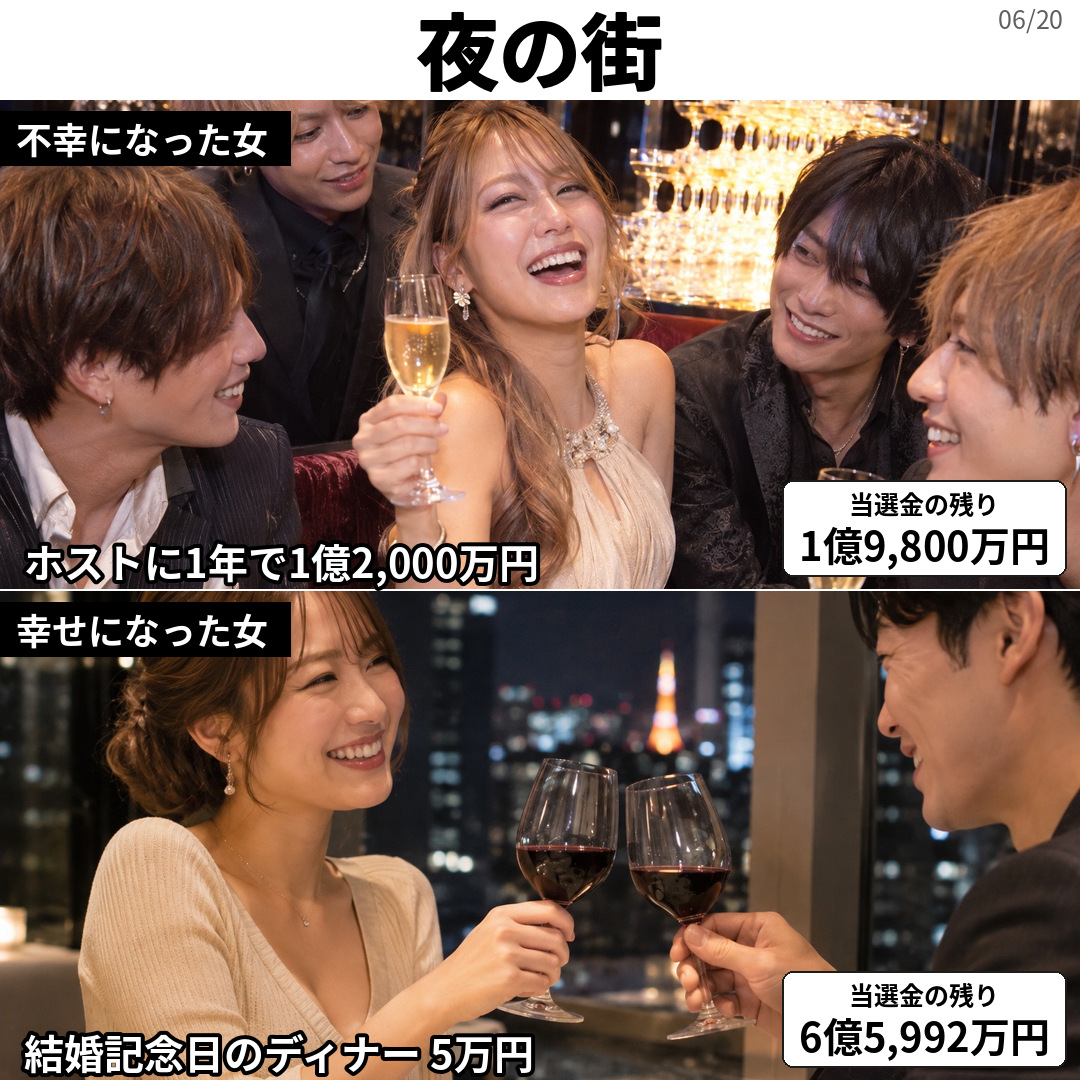 夜の街
06/20
不幸になった女
当選金の残り
1億9,800万円
ホストに1年で1億2,000万円
幸せになった女
当選金の残り
6億5,992万円
結婚記念日のディナー 5万円